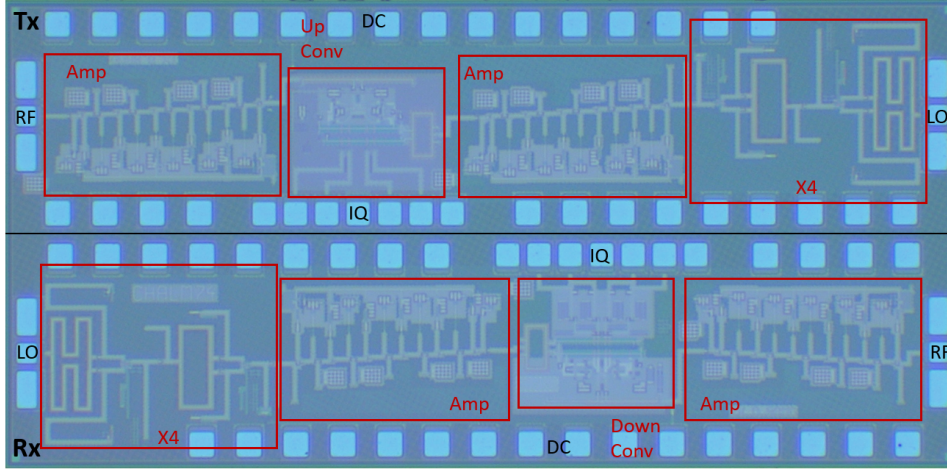 Tx
Up
Conv
DC
Amp
Amp
RF
LO
X4
IQ
IQ
LO
RF
Amp
Amp
X4
Down
Conv
DC
Rx